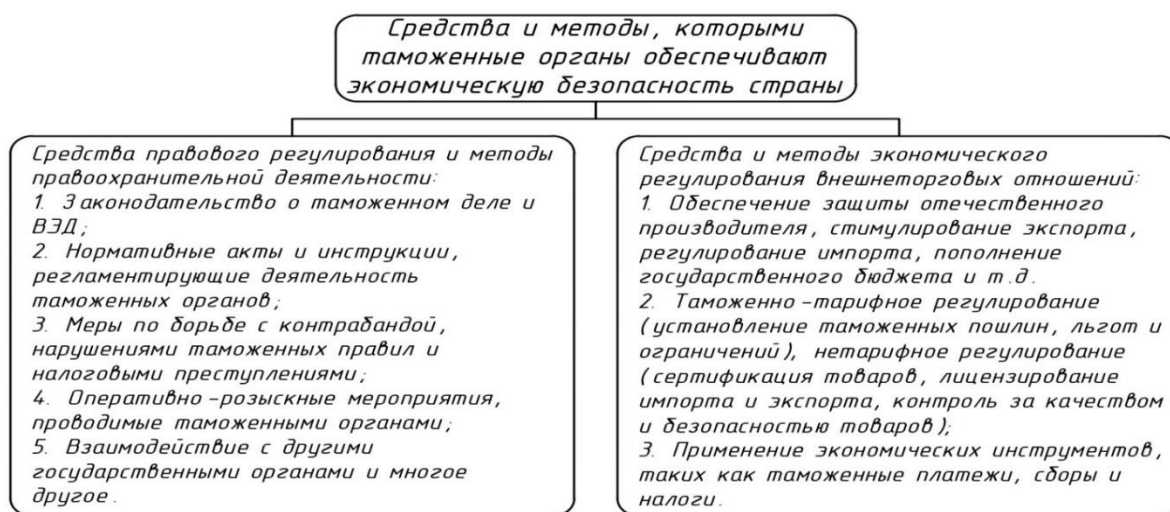 Средства и методы, которыми
таможенные органы обеспечивают
экономическую безопасность страны
Средства правового регулирования и методы
правоохранительной деятельности:
1. Законодательство о таможенном деле и
ВЭД;
2. Нормативные акты и инструкции,
регламентирующие деятельность
таможенных органов;
3. Меры по борьбе с контрабандой,
нарушениями таможенных правил и
налоговыми преступлениями;
4. Оперативно-розыскные мероприятия,
проводимые таможенными органами;
5. Взаимодействие с другими
государственными органами и многое
другое.
Средства и методы экономического
регулирования внешнеторговых отношений:
1. Обеспечение защиты отечественного
производителя, стимулирование экспорта,
регулирование импорта, пополнение
государственного бюджета и т.д.
2. Таможенно-тарифное регулирование
(установление таможенных пошлин, льгот и
ограничений), нетарифное регулирование
(сертификация товаров, лицензирование
импорта и экспорта, контроль за качеством
и безопасностью товаров);
3. Применение экономических инструментов,
таких как таможенные платежи, сборы и
налоги.